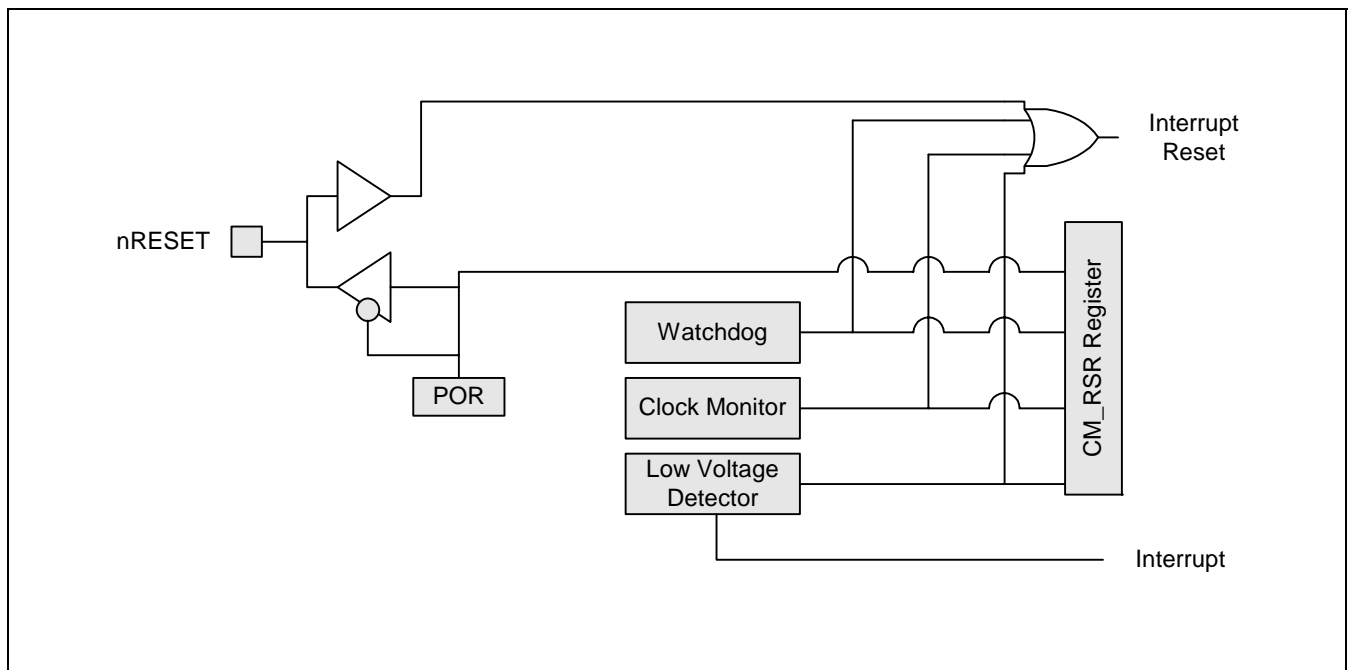 Interrupt
Reset
nRESET
CM_RSR Register
Watchdog
POR
Clock Monitor
Low Voltage
Detector
Interrupt